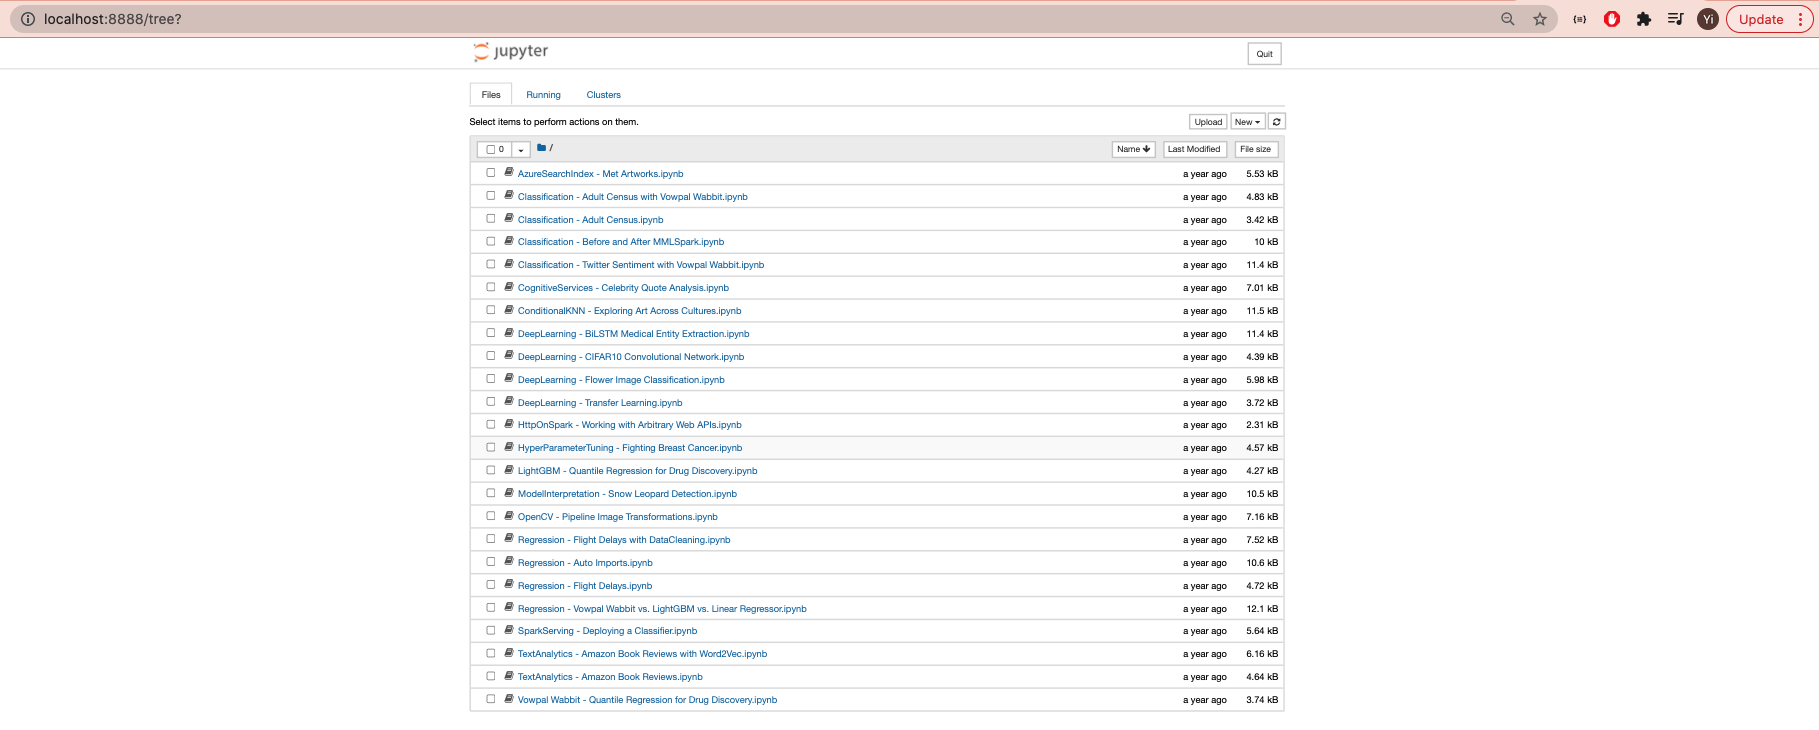 localhost:8888/tree?
Yi
Update
jupyter
Quit
Files Running Clusters
Select items to perform actions on them.
Upload New
0 / Name Last Modified File size
AzureSearchIndex - Met Artworks.ipynb a year ago 5.53 kB
Classification - Adult Census with Vowpal Wabbit.ipynb a year ago 4.83 kB
Classification - Adult Census.ipynb a year ago 3.42 kB
Classification - Before and After MMLSpark.ipynb a year ago 10 kB
Classification - Twitter Sentiment with Vowpal Wabbit.ipynb a year ago 11.4 kB
CognitiveServices - Celebrity Quote Analysis.ipynb a year ago 7.01 kB
ConditionalKNN - Exploring Art Across Cultures.ipynb a year ago 11.5 kB
DeepLearning - BiLSTM Medical Entity Extraction.ipynb a year ago 11.4 kB
DeepLearning - CIFAR10 Convolutional Network.ipynb a year ago 4.39 kB
DeepLearning - Flower Image Classification.ipynb a year ago 5.98 kB
DeepLearning - Transfer Learning.ipynb a year ago 3.72 kB
HttpOnSpark - Working with Arbitrary Web APIs.ipynb a year ago 2.31 kB
HyperParameterTuning - Fighting Breast Cancer.ipynb a year ago 4.57 kB
LightGBM - Quantile Regression for Drug Discovery.ipynb a year ago 4.27 kB
ModelInterpretation - Snow Leopard Detection.ipynb a year ago 10.5 kB
OpenCV - Pipeline Image Transformations.ipynb a year ago 7.16 kB
Regression - Flight Delays with DataCleaning.ipynb a year ago 7.52 kB
Regression - Auto Imports.ipynb a year ago 10.6 kB
Regression - Flight Delays.ipynb a year ago 4.72 kB
Regression - Vowpal Wabbit vs. LightGBM vs. Linear Regressor.ipynb a year ago 12.1 kB
SparkServing - Deploying a Classifier.ipynb a year ago 5.64 kB
TextAnalytics - Amazon Book Reviews with Word2Vec.ipynb a year ago 6.16 kB
TextAnalytics - Amazon Book Reviews.ipynb a year ago 4.64 kB
Vowpal Wabbit - Quantile Regression for Drug Discovery.ipynb a year ago 3.74 kB